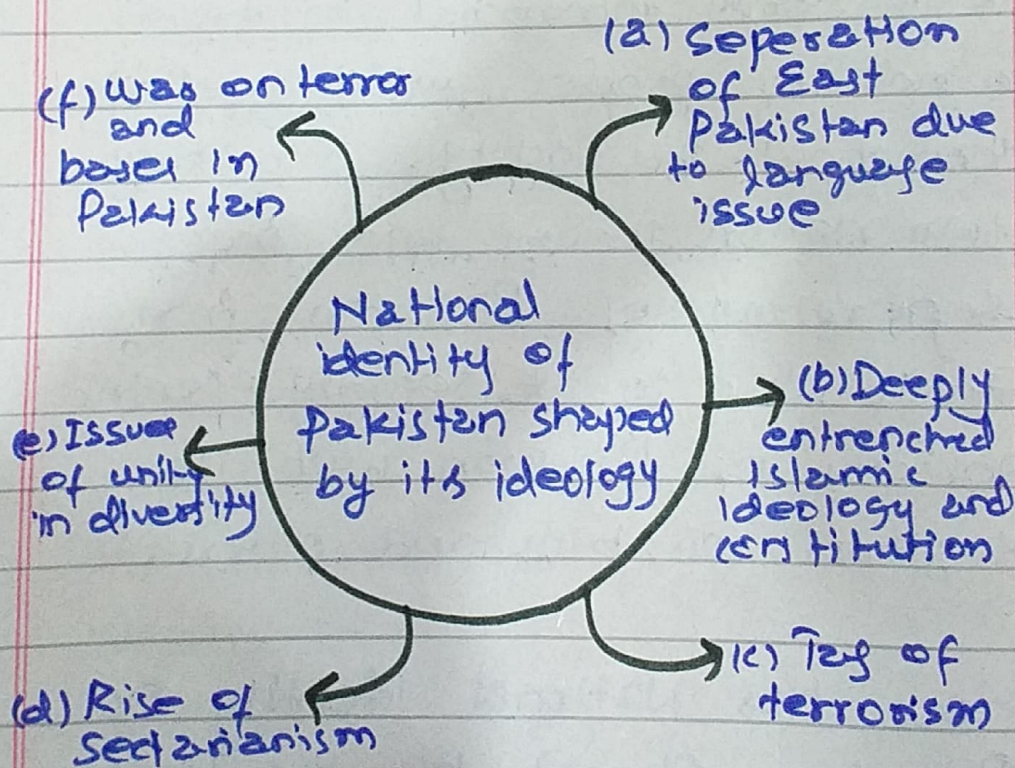 (a) Seperation
of East
Pakistan due
to language
issue
(f) War on terror
and
bases in
Pakistan
National
identity of
Pakistan shaped
by its ideology
(b) Deeply
entrenched
Islamic
ideology and
constitution
e) Issue
of unity
in diversity
(c) Tag of
terrorism
(d) Rise of
sectarianism